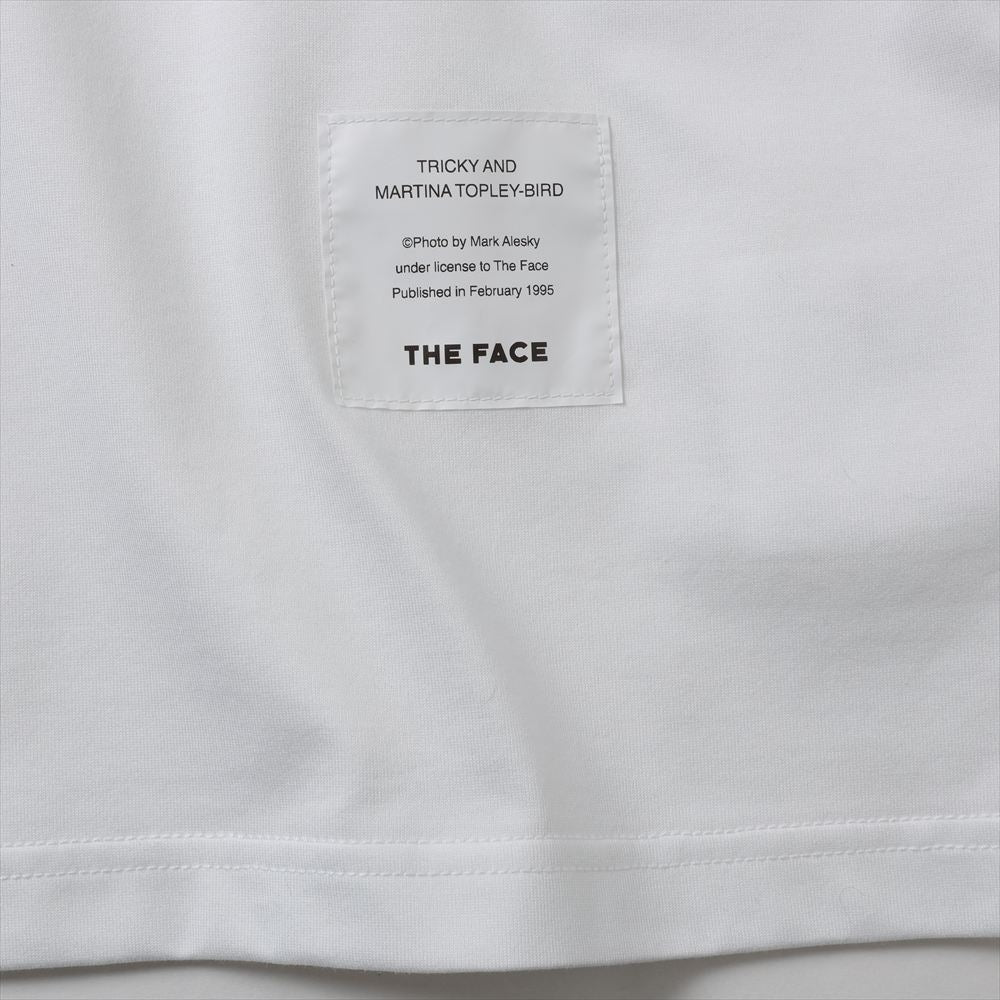 TRICKY AND
MARTINA TOPLEY-BIRD
©Photo by Mark Alesky
under license to The Face
Published in February 1995
THE FACE